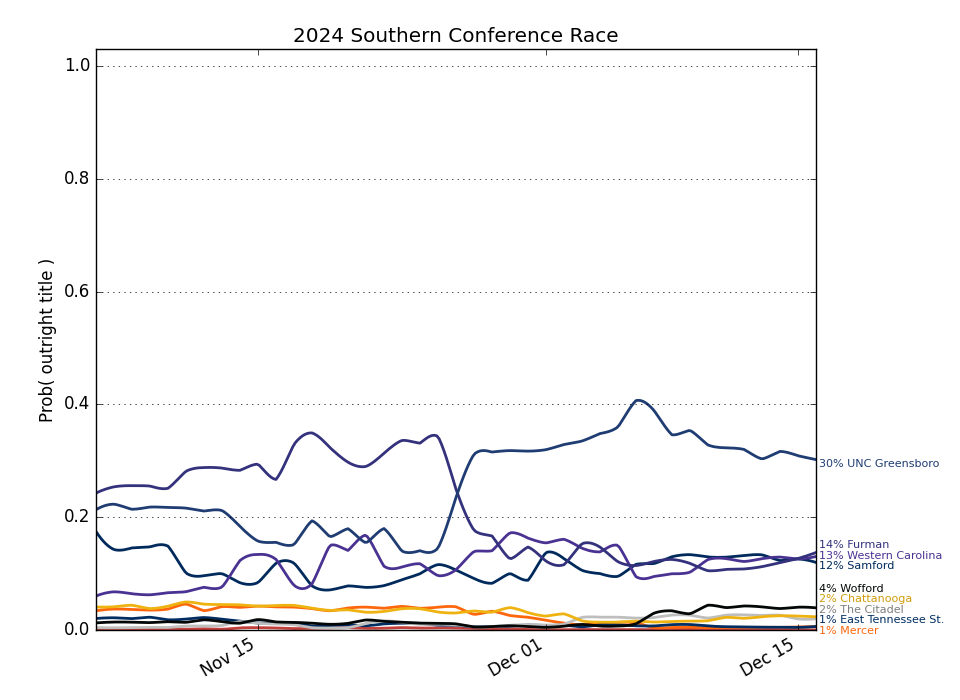 2024 Southern Conference Race
Prob( outright title )
1.0
0.8
0.6
0.4
0.2
0.0
Nov 15
Dec 01
Dec 15
30% UNC Greensboro
14% Furman
13% Western Carolina
12% Samford
4% Wofford
2% Chattanooga
2% The Citadel
1% East Tennessee St.
1% Mercer